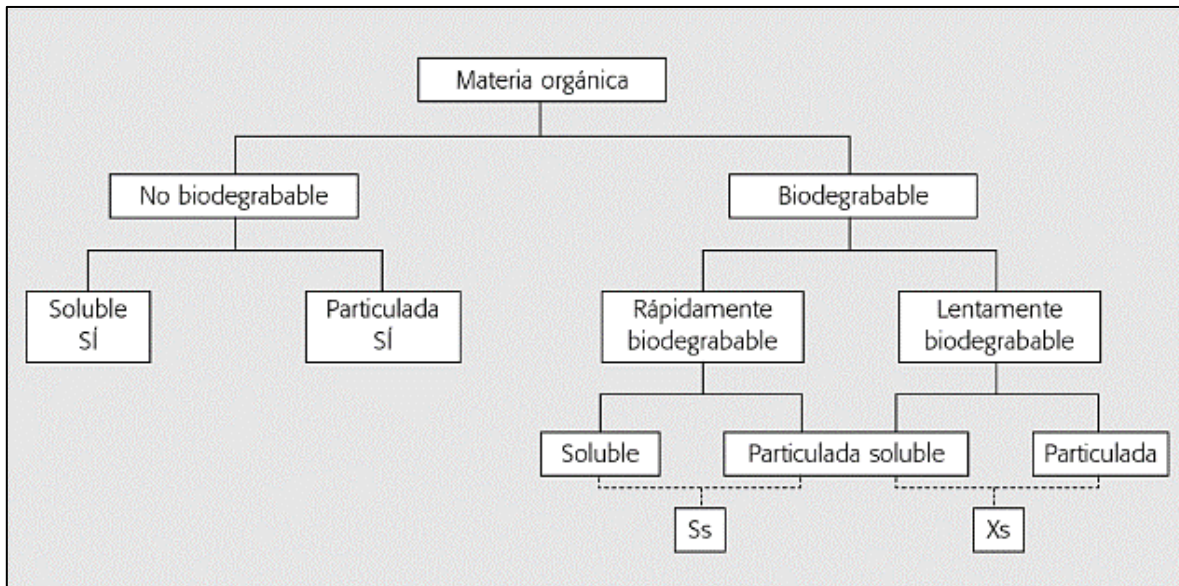 Materia orgánica
No biodegrabable
Biodegrabable
Soluble
SÍ
Particulada
SÍ
Rápidamente
biodegrabable
Lentamente
biodegrabable
Soluble
Particulada soluble
Particulada
Ss
Xs